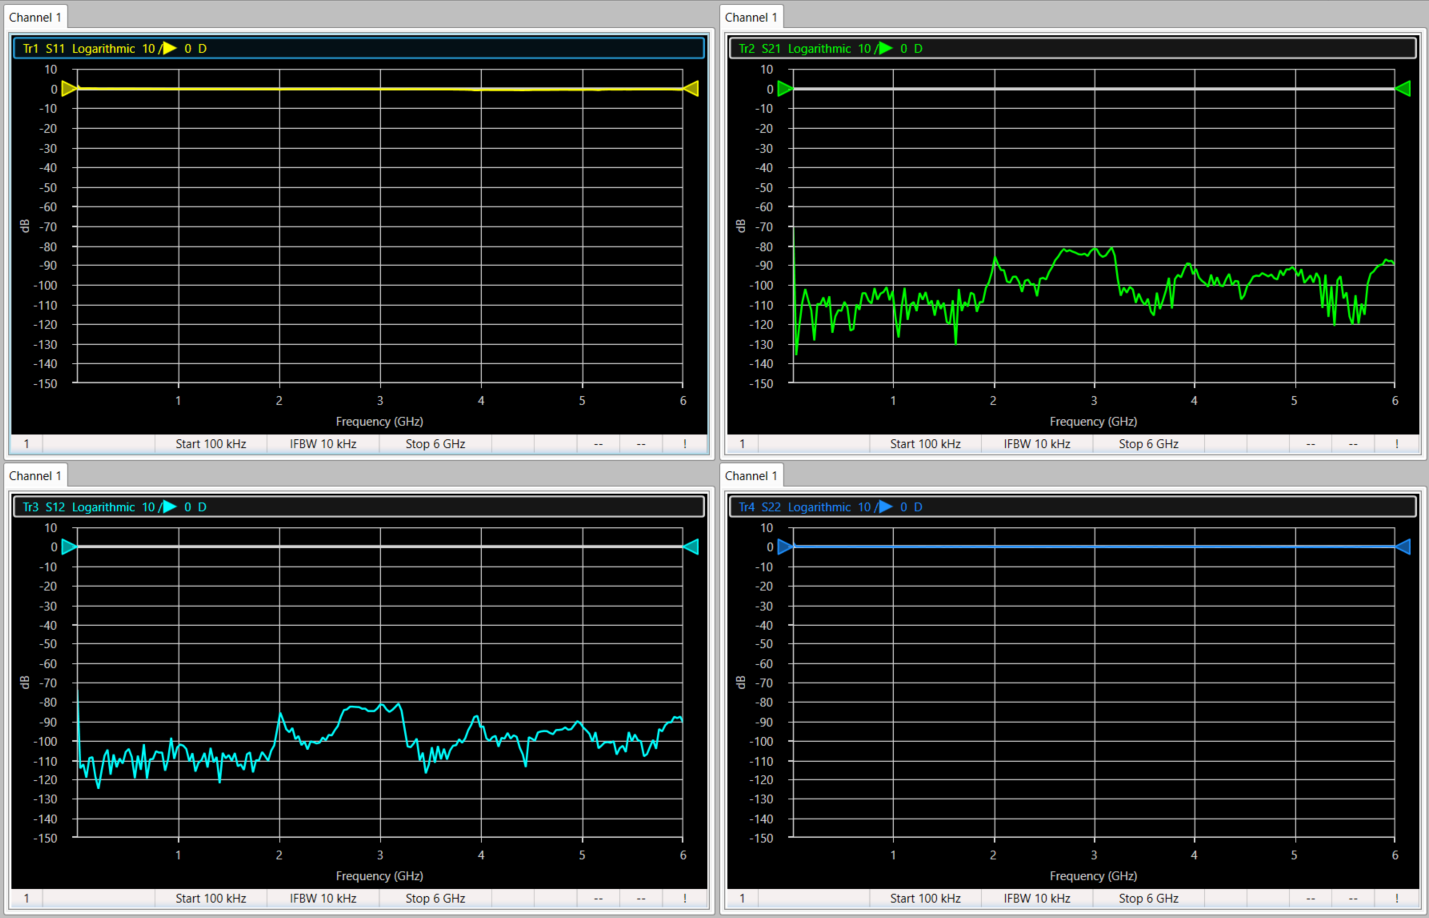 Channel 1
Tr1 S11 Logarithmic 10 / 0 D
10
0
-10
-20
-30
-40
-50
-60
-70
-80
-90
-100
-110
-120
-130
-140
-150
dB
1 2 3 4 5 6
Frequency (GHz)
1 Start 100 kHz IFBW 10 kHz Stop 6 GHz -- -- !
Channel 1
Tr2 S21 Logarithmic 10 / 0 D
10
0
-10
-20
-30
-40
-50
-60
-70
-80
-90
-100
-110
-120
-130
-140
-150
dB
1 2 3 4 5 6
Frequency (GHz)
1 Start 100 kHz IFBW 10 kHz Stop 6 GHz -- -- !
Channel 1
Tr3 S12 Logarithmic 10 / 0 D
10
0
-10
-20
-30
-40
-50
-60
-70
-80
-90
-100
-110
-120
-130
-140
-150
dB
1 2 3 4 5 6
Frequency (GHz)
1 Start 100 kHz IFBW 10 kHz Stop 6 GHz -- -- !
Channel 1
Tr4 S22 Logarithmic 10 / 0 D
10
0
-10
-20
-30
-40
-50
-60
-70
-80
-90
-100
-110
-120
-130
-140
-150
dB
1 2 3 4 5 6
Frequency (GHz)
1 Start 100 kHz IFBW 10 kHz Stop 6 GHz -- -- !